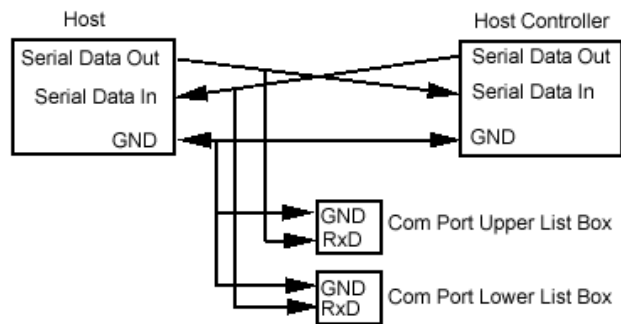 Host
Host Controller
Serial Data Out
Serial Data In
GND
Serial Data Out
Serial Data In
GND
GND
RxD
Com Port Upper List Box
GND
RxD
Com Port Lower List Box